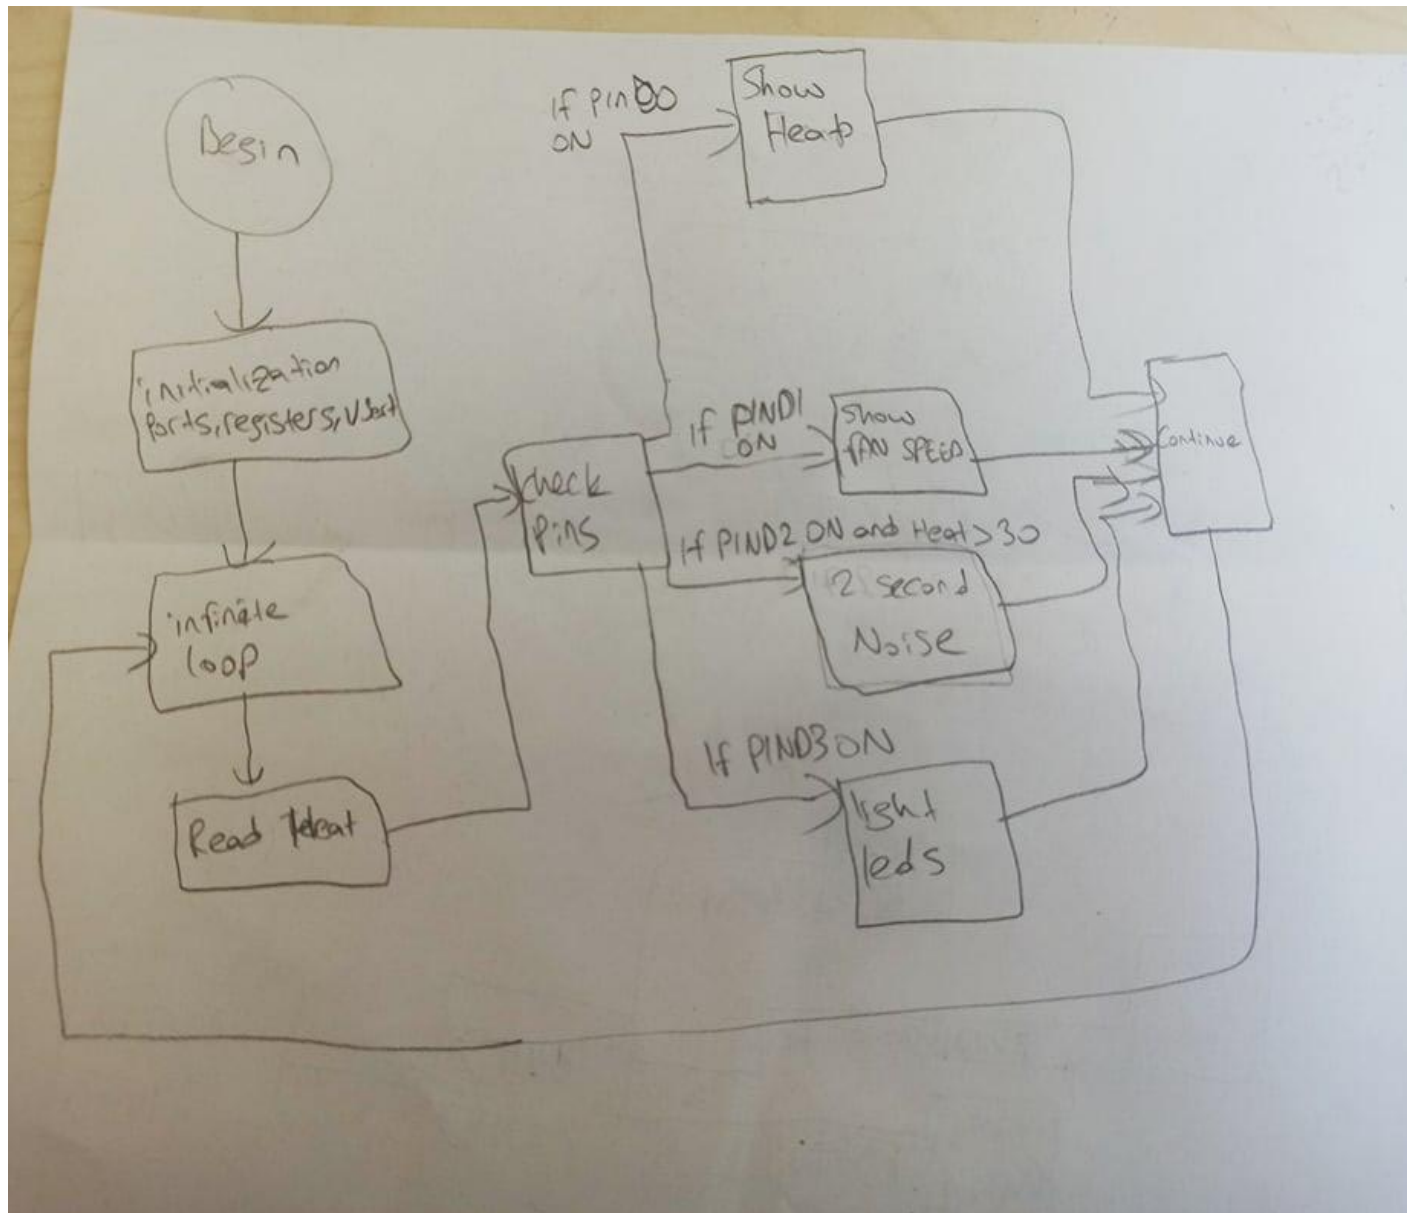 Begin
initialization
Ports, registers, Usart
infinite
loop
Read Heat
check
Pins
If PIND0
ON
Show
Heat
If PIND1
ON
Show
FAN SPEED
If PIND2 ON and Heat > 30
2 second
Noise
If PIND3 ON
light
leds
Continue